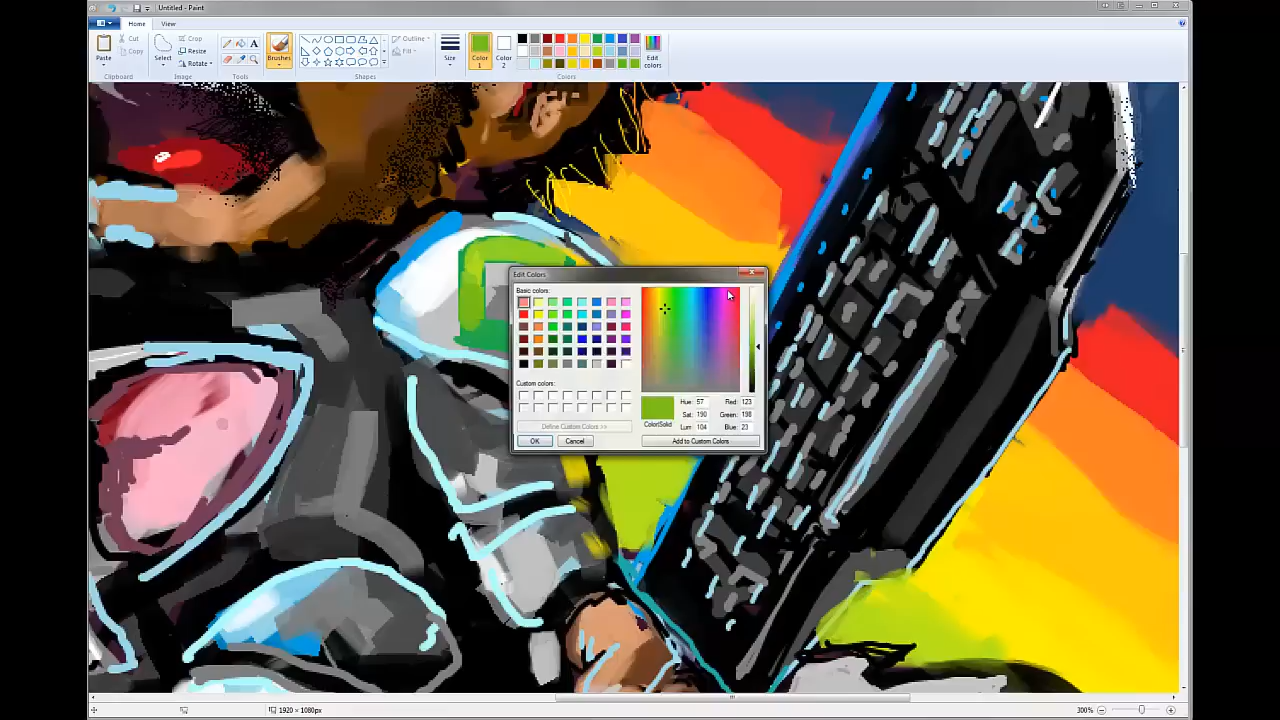 Untitled - Paint
Home View
Paste
Cut
Copy
Clipboard
Select
Crop
Resize
Rotate
Image
A
Tools
Brushes
Outline
Fill
Shapes
Size
Color 1
Color 2
Edit colors
Colors
Edit Colors
Basic colors:
Custom colors:
Define Custom Colors >>
OK Cancel
Color|Solid
Hue: 57 Red: 123
Sat: 190 Green: 198
Lum: 104 Blue: 23
Add to Custom Colors
1920 × 1080px
300%